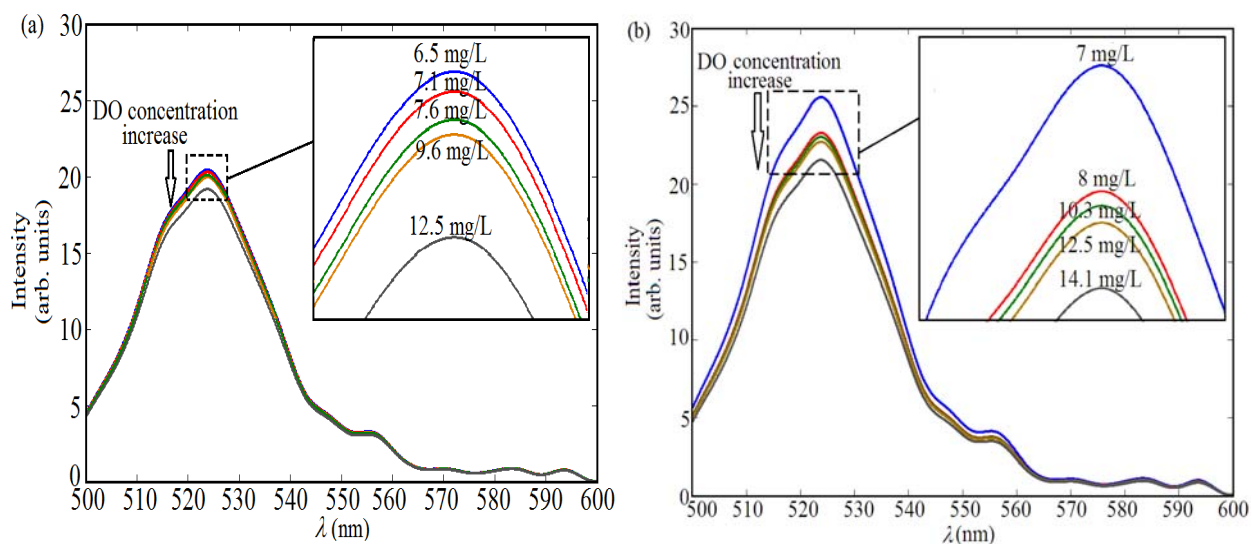 (a)
30
25
20
15
10
5
0
Intensity
(arb. units)
DO concentration
increase
6.5 mg/L
7.1 mg/L
7.6 mg/L
9.6 mg/L
12.5 mg/L
500 510 520 530 540 550 560 570 580 590 600
λ (nm)
(b)
30
25
20
15
10
5
0
Intensity
(arb. units)
DO concentration
increase
7 mg/L
8 mg/L
10.3 mg/L
12.5 mg/L
14.1 mg/L
500 510 520 530 540 550 560 570 580 590 600
λ(nm)